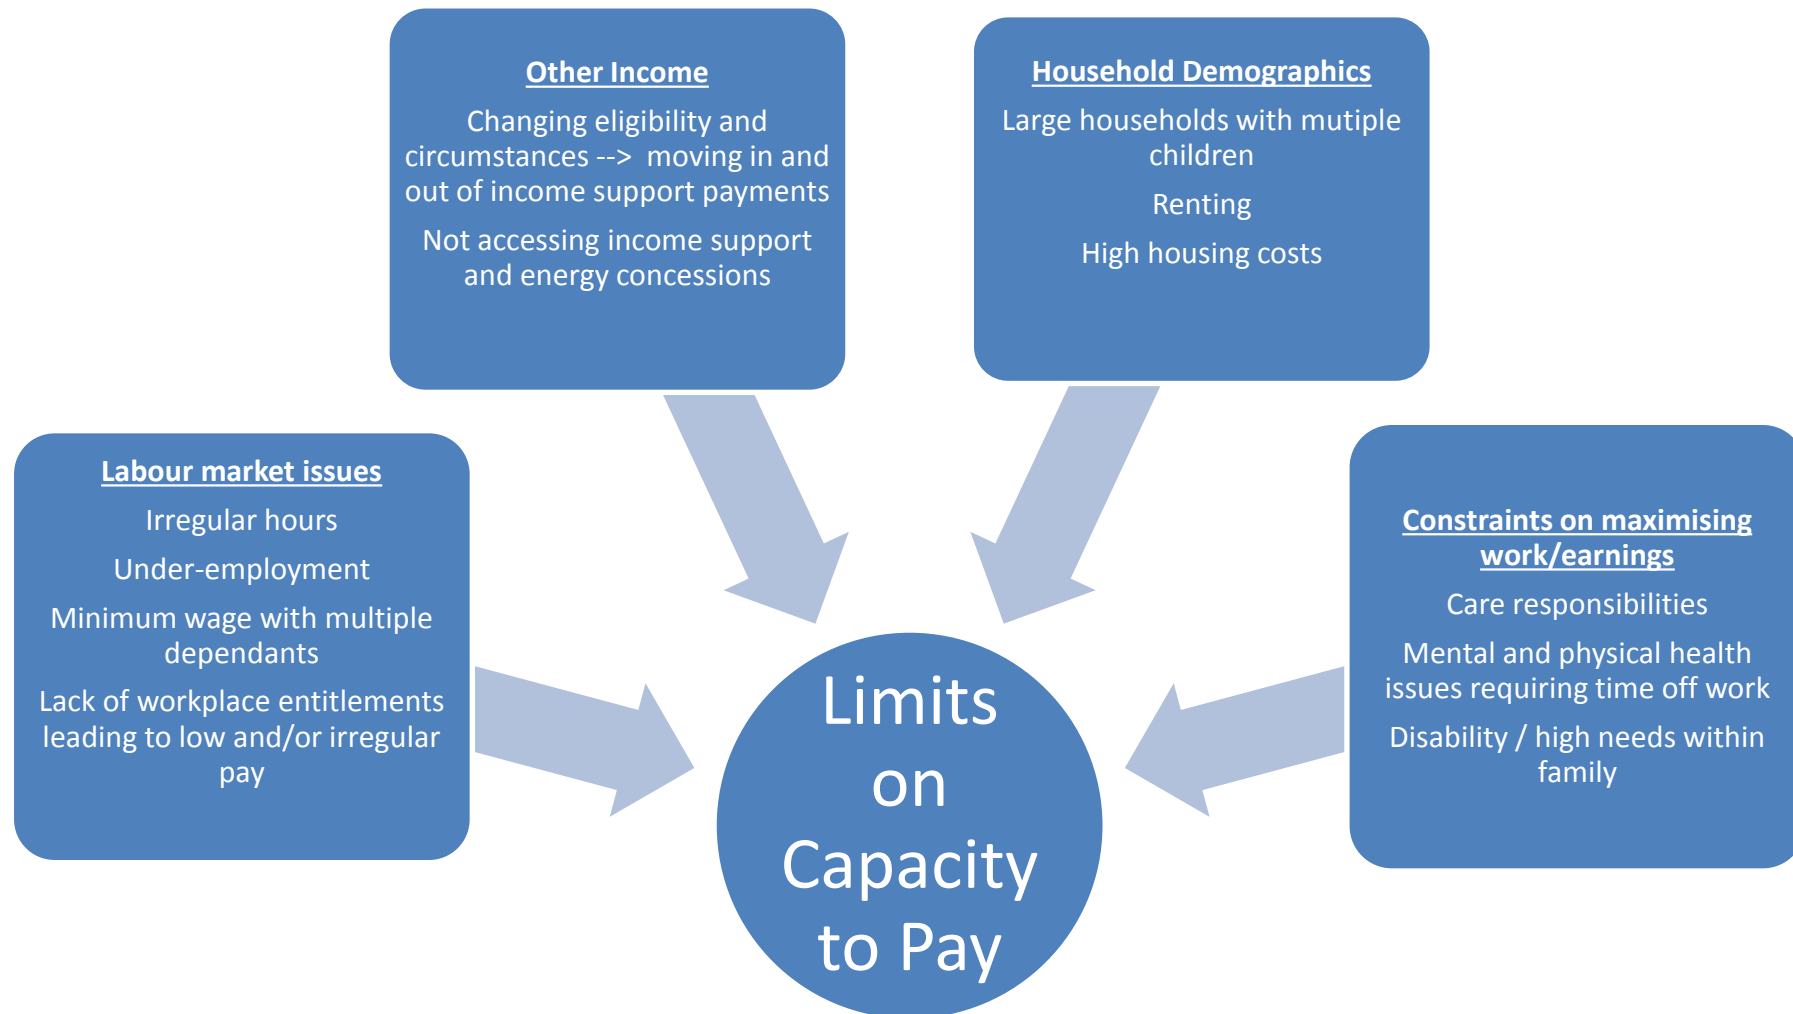 Other Income
Changing eligibility and
circumstances --> moving in and
out of income support payments
Not accessing income support
and energy concessions
Household Demographics
Large households with mutiple
children
Renting
High housing costs
Labour market issues
Irregular hours
Under-employment
Minimum wage with multiple
dependants
Lack of workplace entitlements
leading to low and/or irregular
pay
Constraints on maximising
work/earnings
Care responsibilities
Mental and physical health
issues requiring time off work
Disability / high needs within
family
Limits
on
Capacity
to Pay